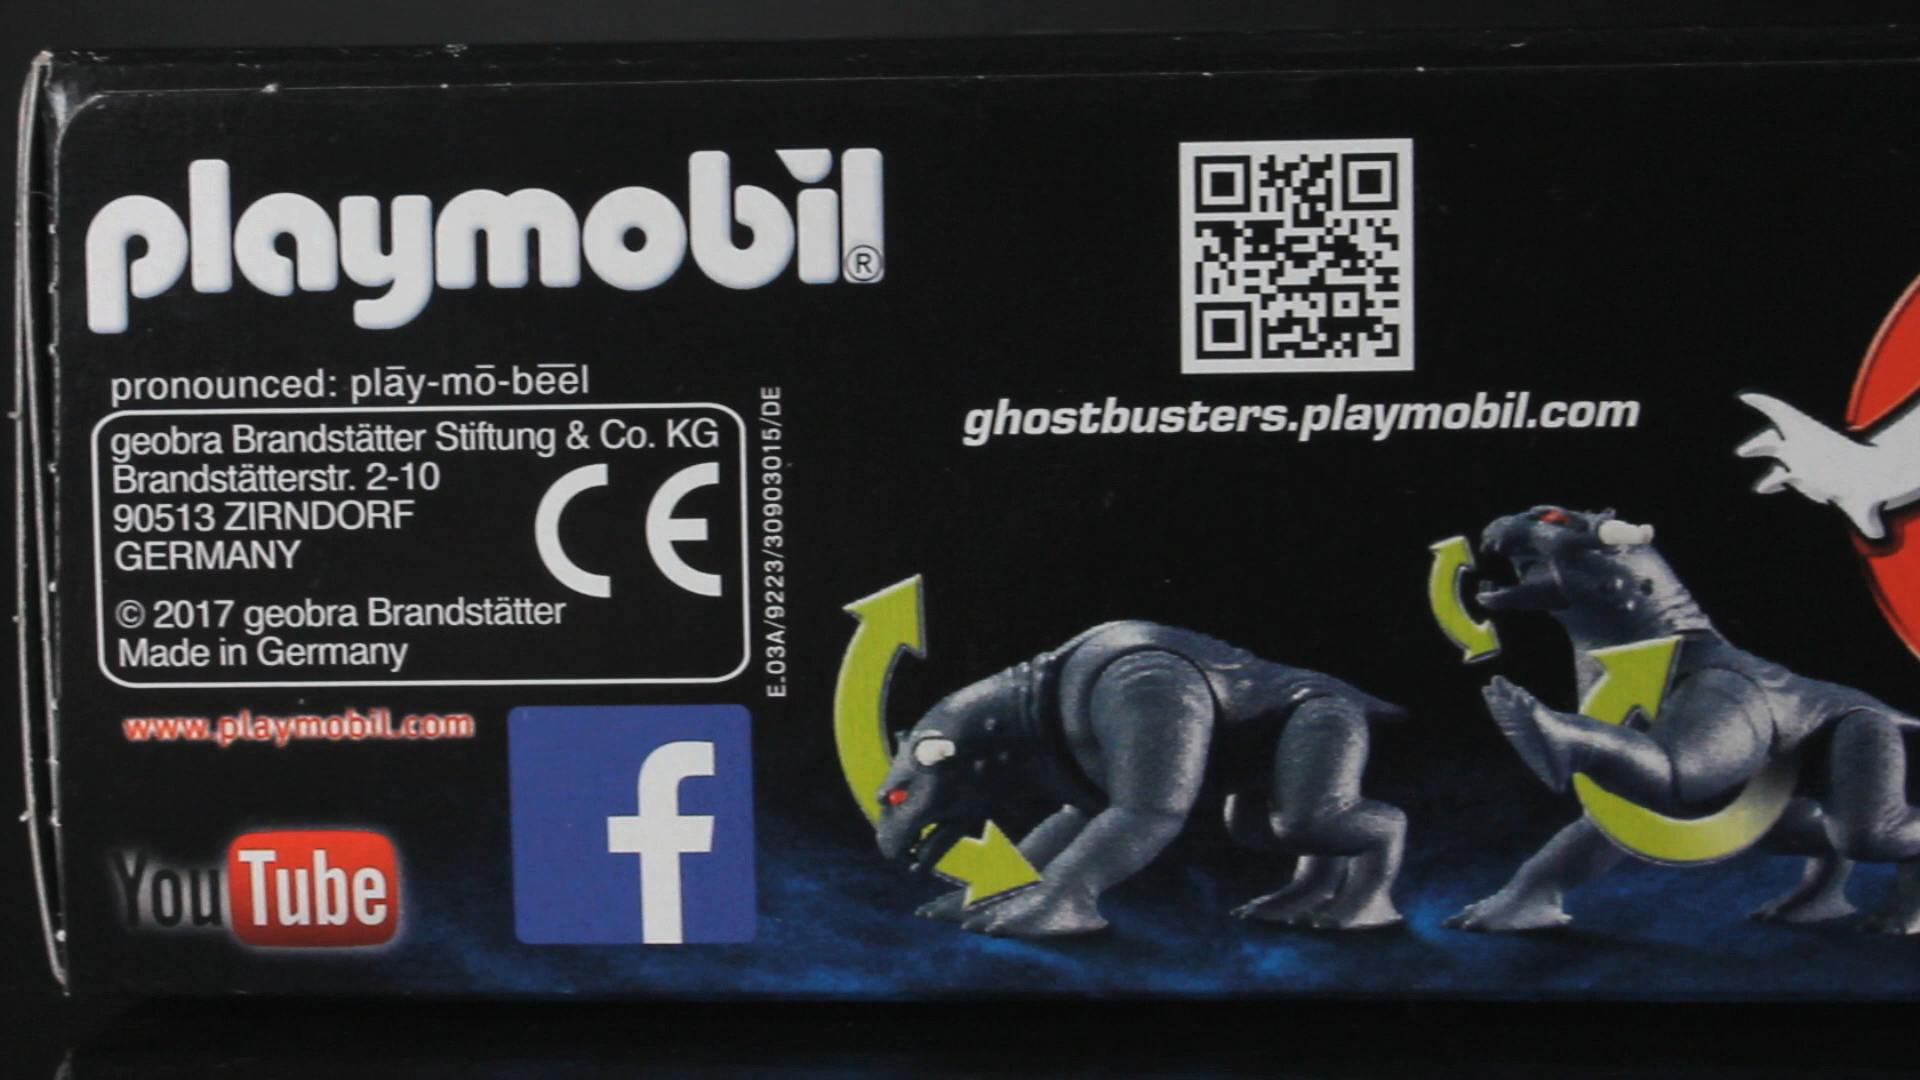 playmobil®
pronounced: plāy-mō-be̅e̅l
geobra Brandstätter Stiftung & Co. KG
Brandstätterstr. 2-10
90513 ZIRNDORF
GERMANY
CE
© 2017 geobra Brandstätter
Made in Germany
E.03A/9223/30903015/DE
www.playmobil.com
YouTube
f
ghostbusters.playmobil.com